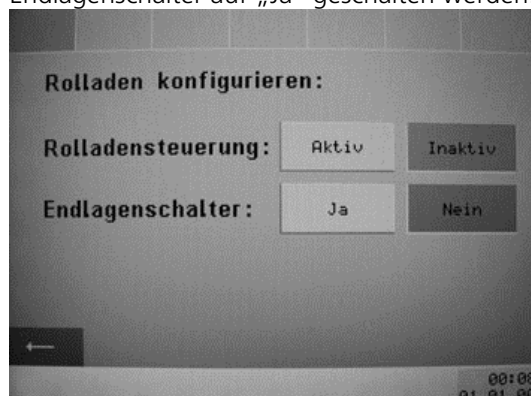 Endlagenschalter auf „Ja“ geschalten werden
Rolladen konfigurieren:
Rolladensteuerung: Aktiv Inaktiv
Endlagenschalter: Ja Nein
←